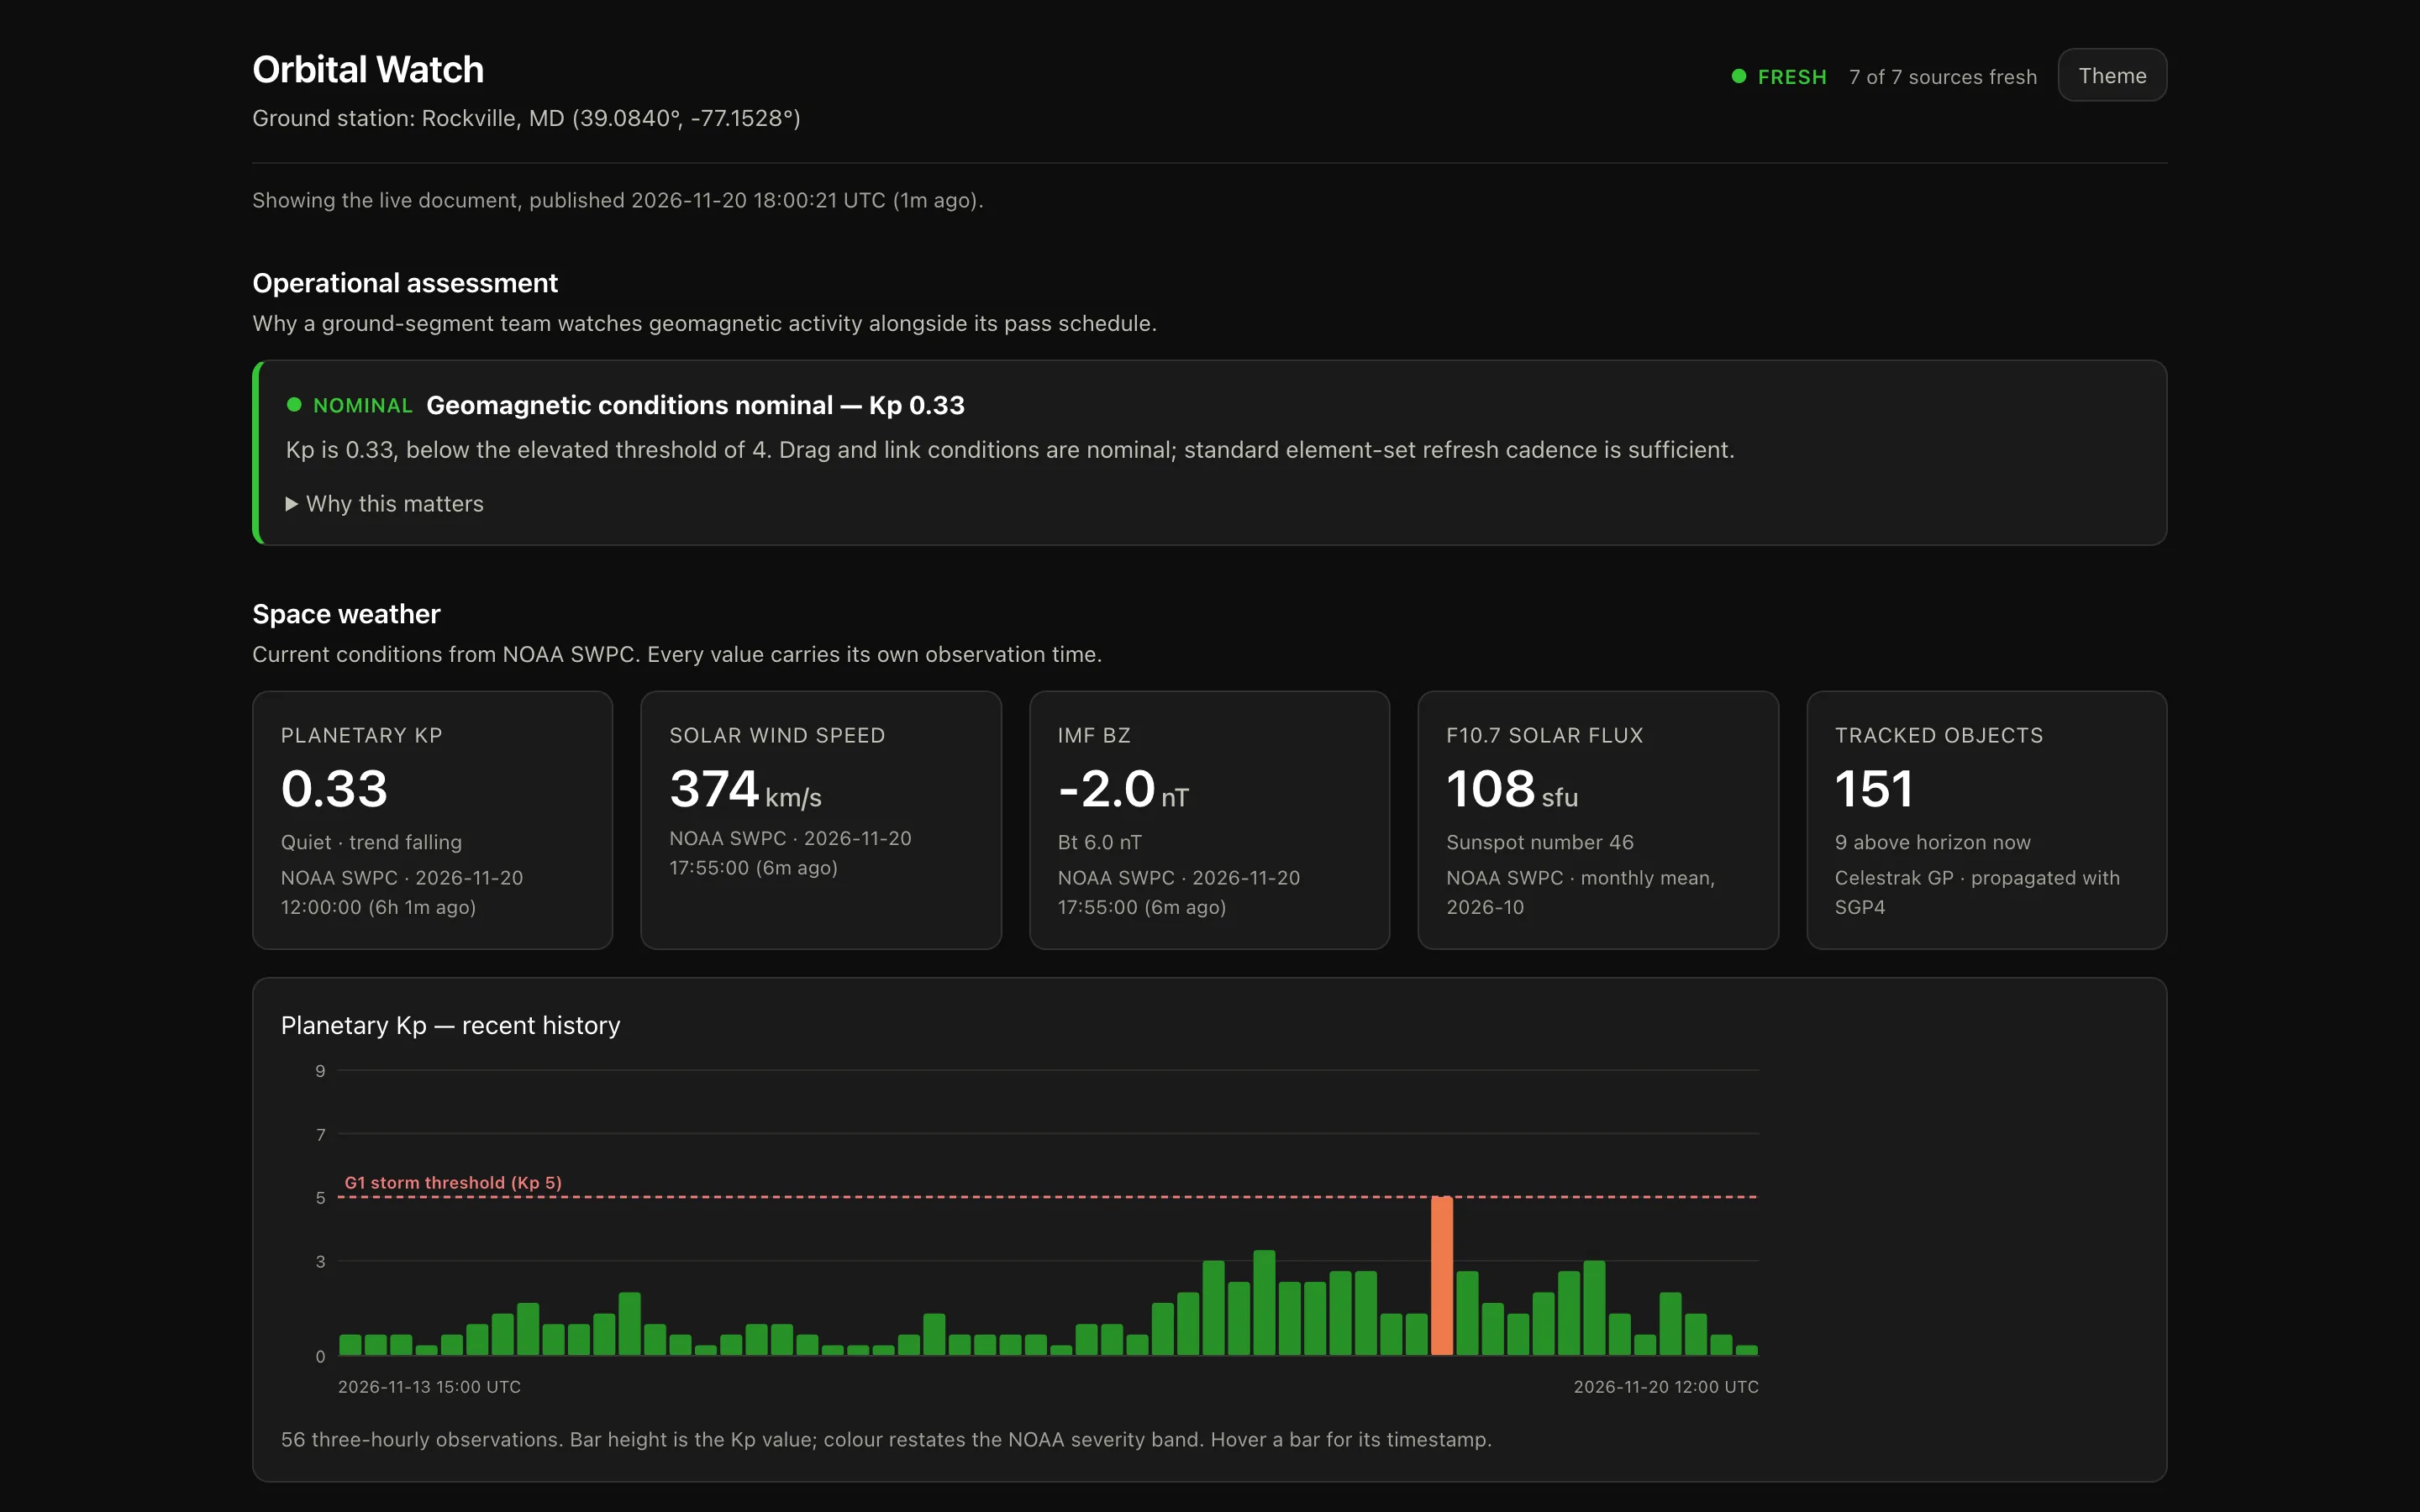 Orbital Watch
FRESH 7 of 7 sources fresh Theme
Ground station: Rockville, MD (39.0840°, -77.1528°)
Showing the live document, published 2026-11-20 18:00:21 UTC (1m ago).
Operational assessment
Why a ground-segment team watches geomagnetic activity alongside its pass schedule.
NOMINAL Geomagnetic conditions nominal — Kp 0.33
Kp is 0.33, below the elevated threshold of 4. Drag and link conditions are nominal; standard element-set refresh cadence is sufficient.
Why this matters
Space weather
Current conditions from NOAA SWPC. Every value carries its own observation time.
PLANETARY KP
0.33
Quiet · trend falling
NOAA SWPC · 2026-11-20
12:00:00 (6h 1m ago)
SOLAR WIND SPEED
374 km/s
NOAA SWPC · 2026-11-20
17:55:00 (6m ago)
IMF BZ
-2.0 nT
Bt 6.0 nT
NOAA SWPC · 2026-11-20
17:55:00 (6m ago)
F10.7 SOLAR FLUX
108 sfu
Sunspot number 46
NOAA SWPC · monthly mean,
2026-10
TRACKED OBJECTS
151
9 above horizon now
Celestrak GP · propagated with
SGP4
Planetary Kp — recent history
9
7
G1 storm threshold (Kp 5)
5
3
0
2026-11-13 15:00 UTC 2026-11-20 12:00 UTC
56 three-hourly observations. Bar height is the Kp value; colour restates the NOAA severity band. Hover a bar for its timestamp.